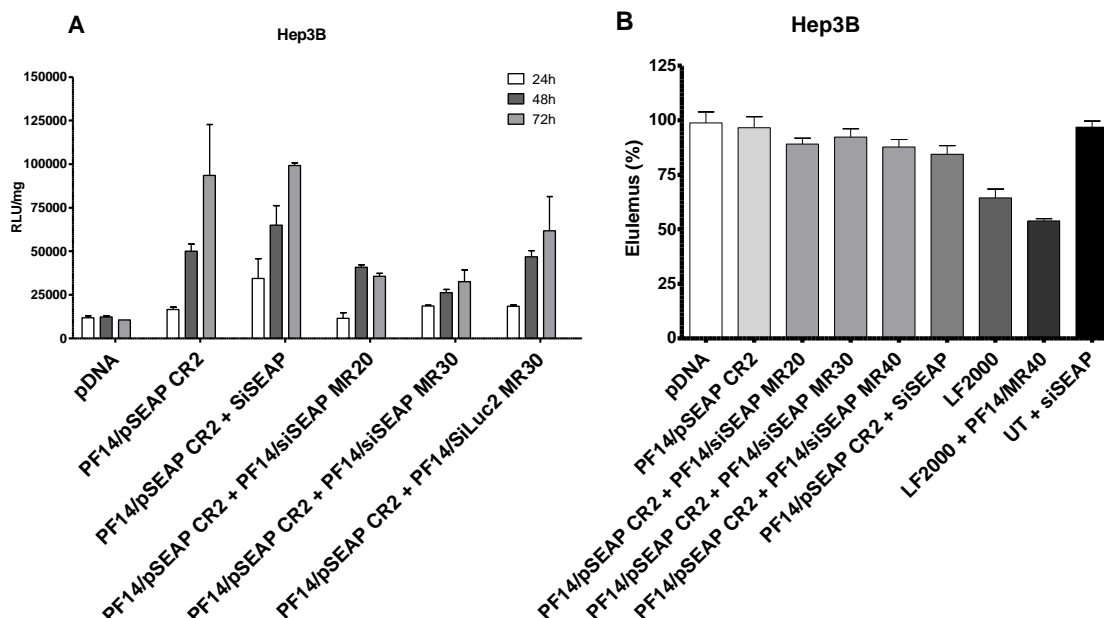 A
Hep3B
24h
48h
72h
150000
125000
100000
75000
50000
25000
0
RLU/mg
pDNA
PF14/pSEAP CR2
PF14/pSEAP CR2 + SiSEAP
PF14/pSEAP CR2 + PF14/siSEAP MR20
PF14/pSEAP CR2 + PF14/siSEAP MR30
PF14/pSEAP CR2 + PF14/SiLuc2 MR30
B
Hep3B
125
100
75
50
25
0
Elulemus (%)
pDNA
PF14/pSEAP CR2
PF14/pSEAP CR2 + PF14/siSEAP MR20
PF14/pSEAP CR2 + PF14/siSEAP MR30
PF14/pSEAP CR2 + PF14/siSEAP MR40
PF14/pSEAP CR2 + SiSEAP
LF2000
LF2000 + PF14/MR40
UT + siSEAP